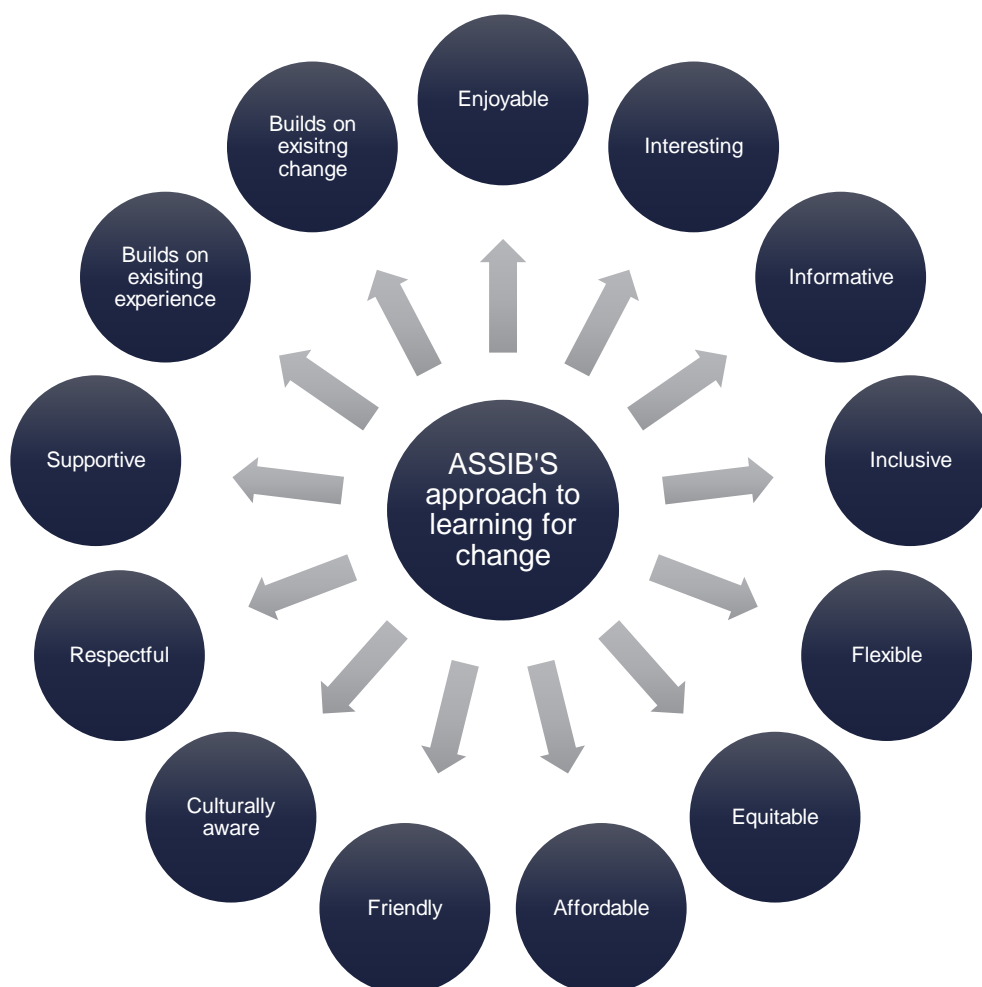 ASSIB'S
approach to
learning for
change
Enjoyable
Interesting
Informative
Inclusive
Flexible
Equitable
Affordable
Friendly
Culturally
aware
Respectful
Supportive
Builds on
exisiting
experience
Builds on
exisitng
change